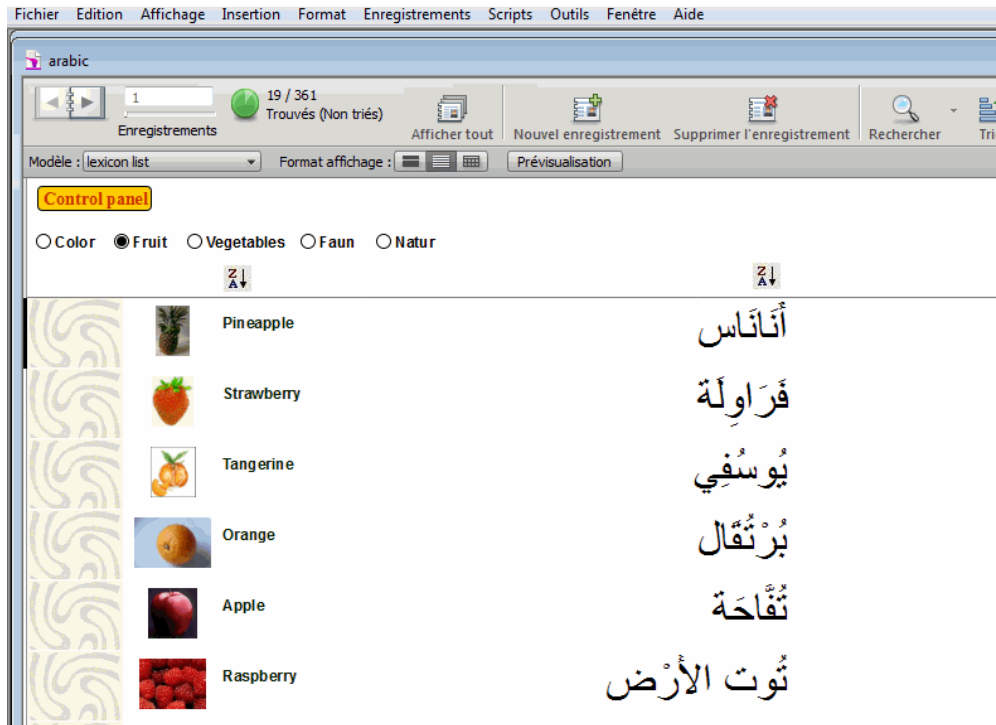 Fichier Edition Affichage Insertion Format Enregistrements Scripts Outils Fenêtre Aide
arabic
1
19 / 361
Trouvés (Non triés)
Enregistrements
Afficher tout Nouvel enregistrement Supprimer l'enregistrement Rechercher
Modèle : lexicon list Format affichage : Prévisualisation
Control panel
Color Fruit Vegetables Faun Natur
Z A Z A
Pineapple أَنَانَاس
Strawberry فَرَاوِلَة
Tangerine يُوسُفِي
Orange بُرْتُقَال
Apple تُفَّاحَة
Raspberry تُوت الأَرْض